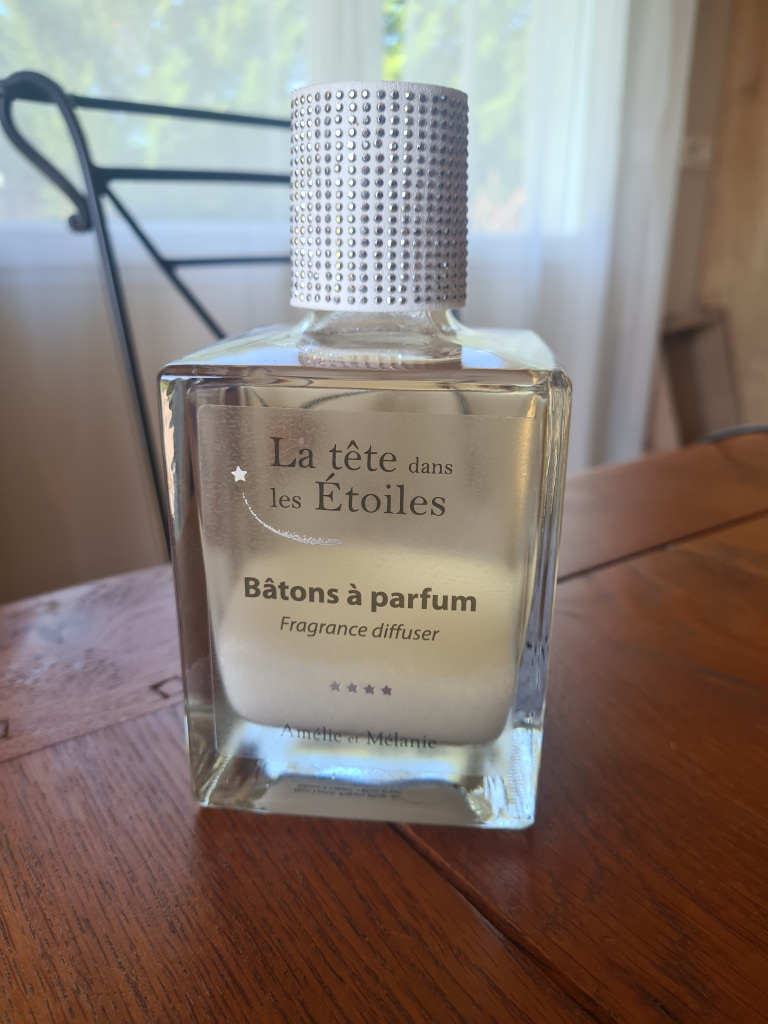 La tête dans
les Étoiles
Bâtons à parfum
Fragrance diffuser
Amélie et Mélanie